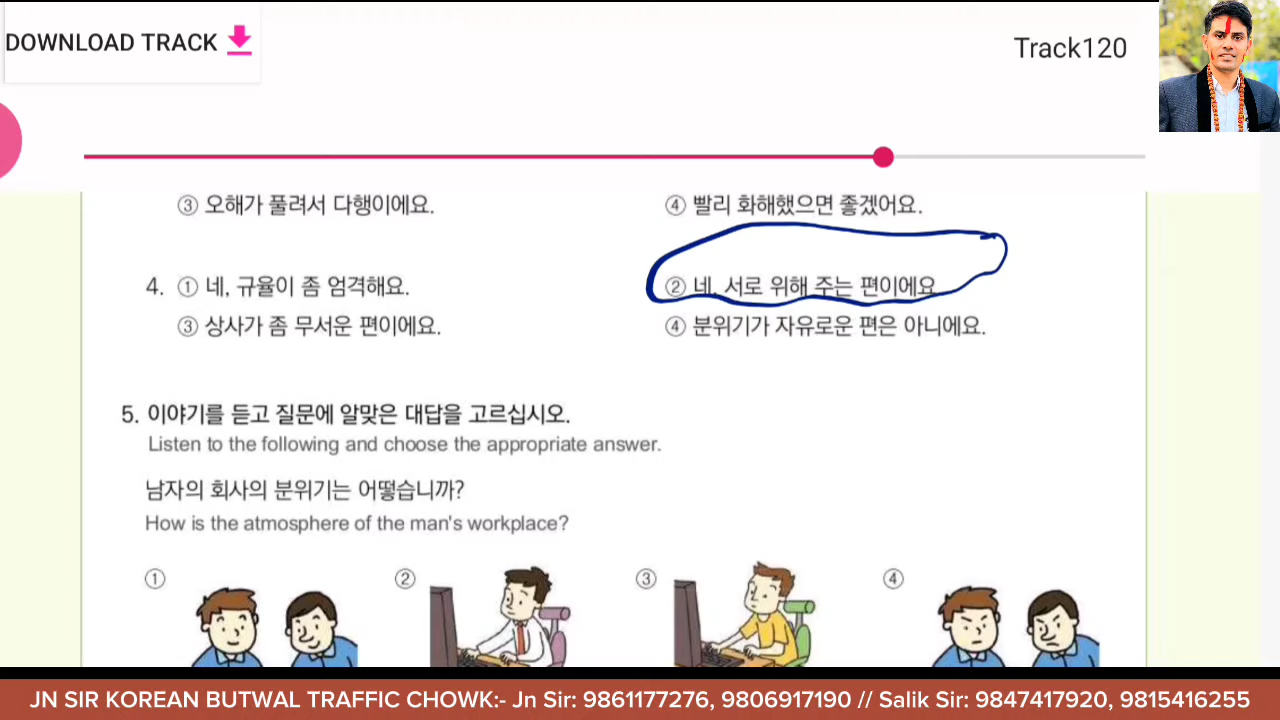 DOWNLOAD TRACK
Track120
③ 오해가 풀려서 다행이에요. ④ 빨리 화해했으면 좋겠어요.
4. ① 네, 규율이 좀 엄격해요. ② 네, 서로 위해 주는 편이에요
③ 상사가 좀 무서운 편이에요. ④ 분위기가 자유로운 편은 아니에요.
5. 이야기를 듣고 질문에 알맞은 대답을 고르십시오.
Listen to the following and choose the appropriate answer.
남자의 회사의 분위기는 어떻습니까?
How is the atmosphere of the man's workplace?
① ② ③ ④
JN SIR KOREAN BUTWAL TRAFFIC CHOWK:- Jn Sir: 9861177276, 9806917190 // Salik Sir: 9847417920, 9815416255